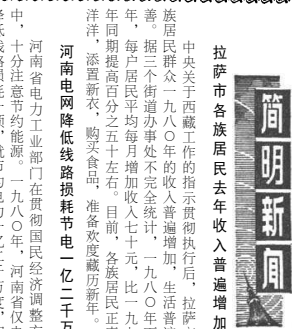 简明新闻
拉萨市各族居民去年收入普遍增加
中央关于西藏工作的指示贯彻执行后，拉萨
族居民群众一九八〇年的收入普遍增加，生活普
善。据三个街道办事处不完全统计，一九八〇年
年，每户居民平均每月增加收入七十元，比一九
年同期提高百分之五十左右。目前，各族居民正
洋洋，添置新衣，购买食品，准备欢度藏历新年。
河南电网降低线路损耗节电一亿二千万
河南省电力工业部门在贯彻国民经济调整
中，十分注意节约能源。一九八〇年，河南省仅